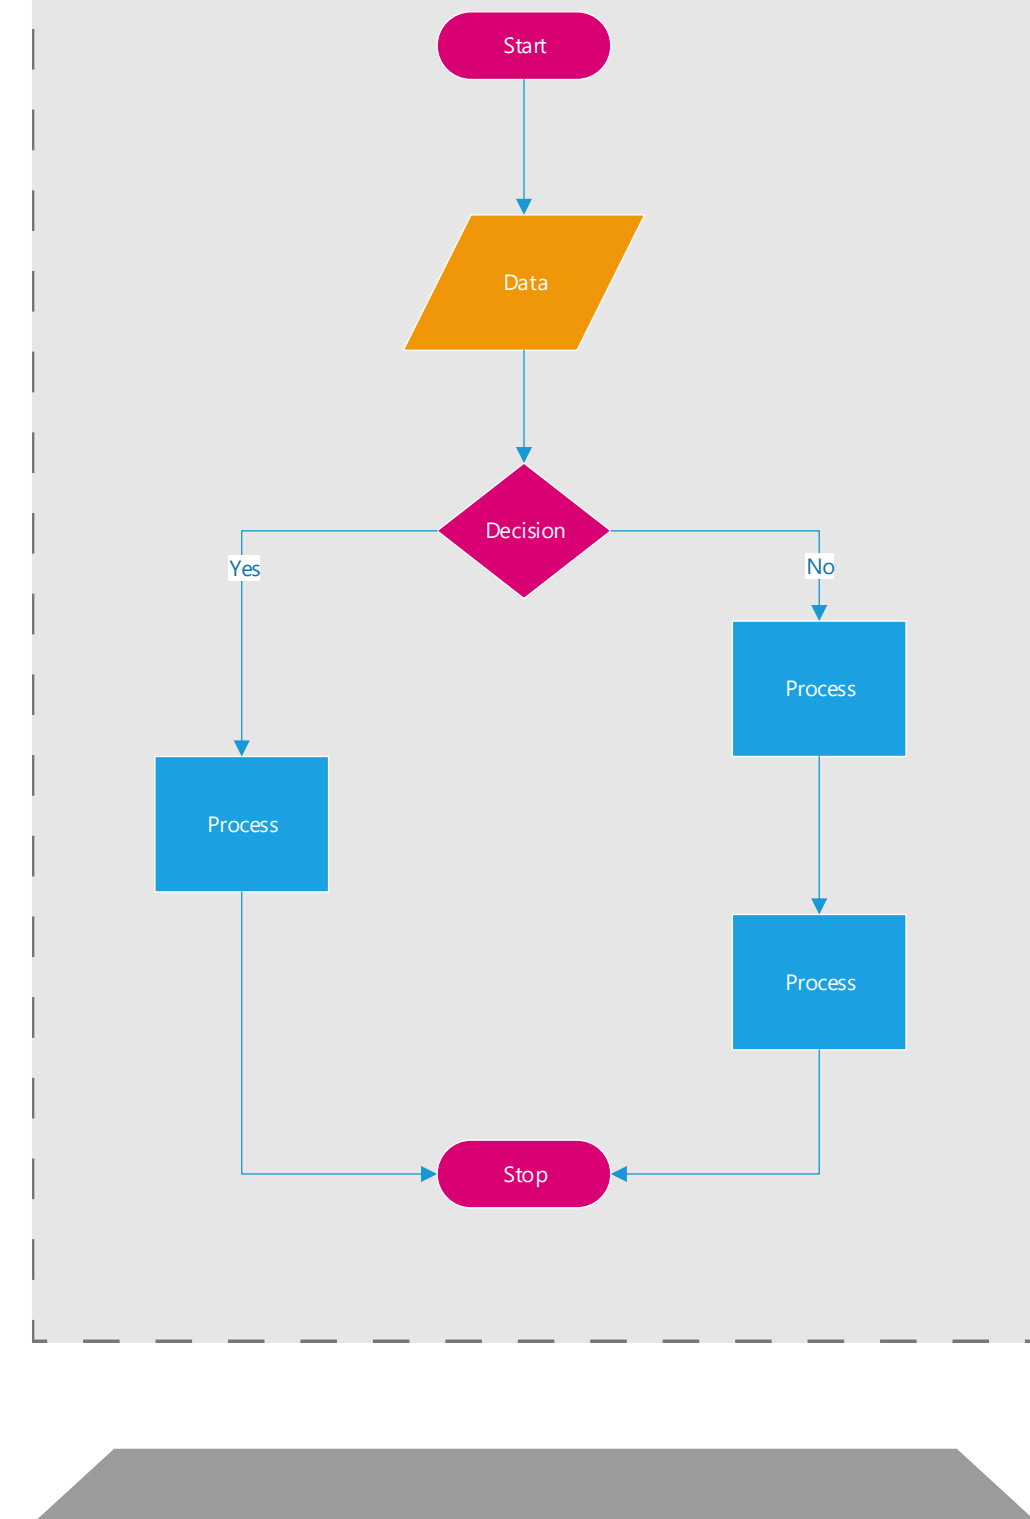 Start
Data
Decision
Yes
No
Process
Process
Process
Stop